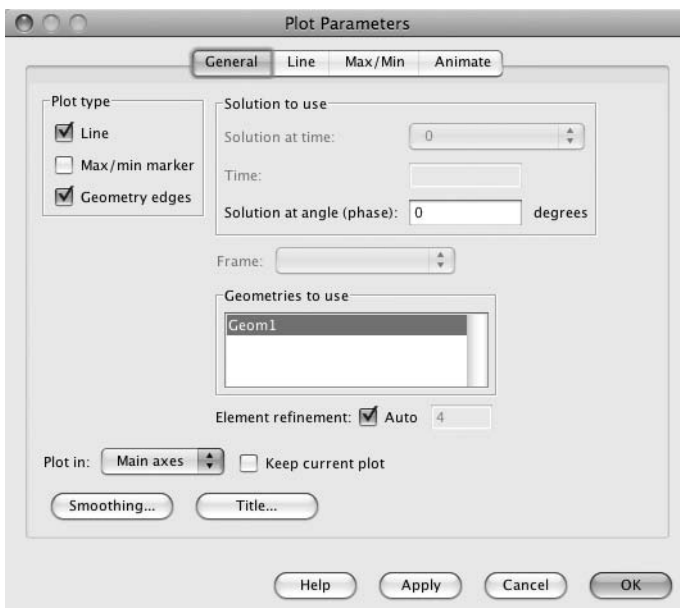 Plot Parameters
General Line Max/Min Animate
Plot type
Line
Max/min marker
Geometry edges
Solution to use
Solution at time: 0
Time:
Solution at angle (phase): 0 degrees
Frame:
Geometries to use
Geom1
Element refinement: Auto 4
Plot in: Main axes Keep current plot
Smoothing... Title...
Help Apply Cancel OK